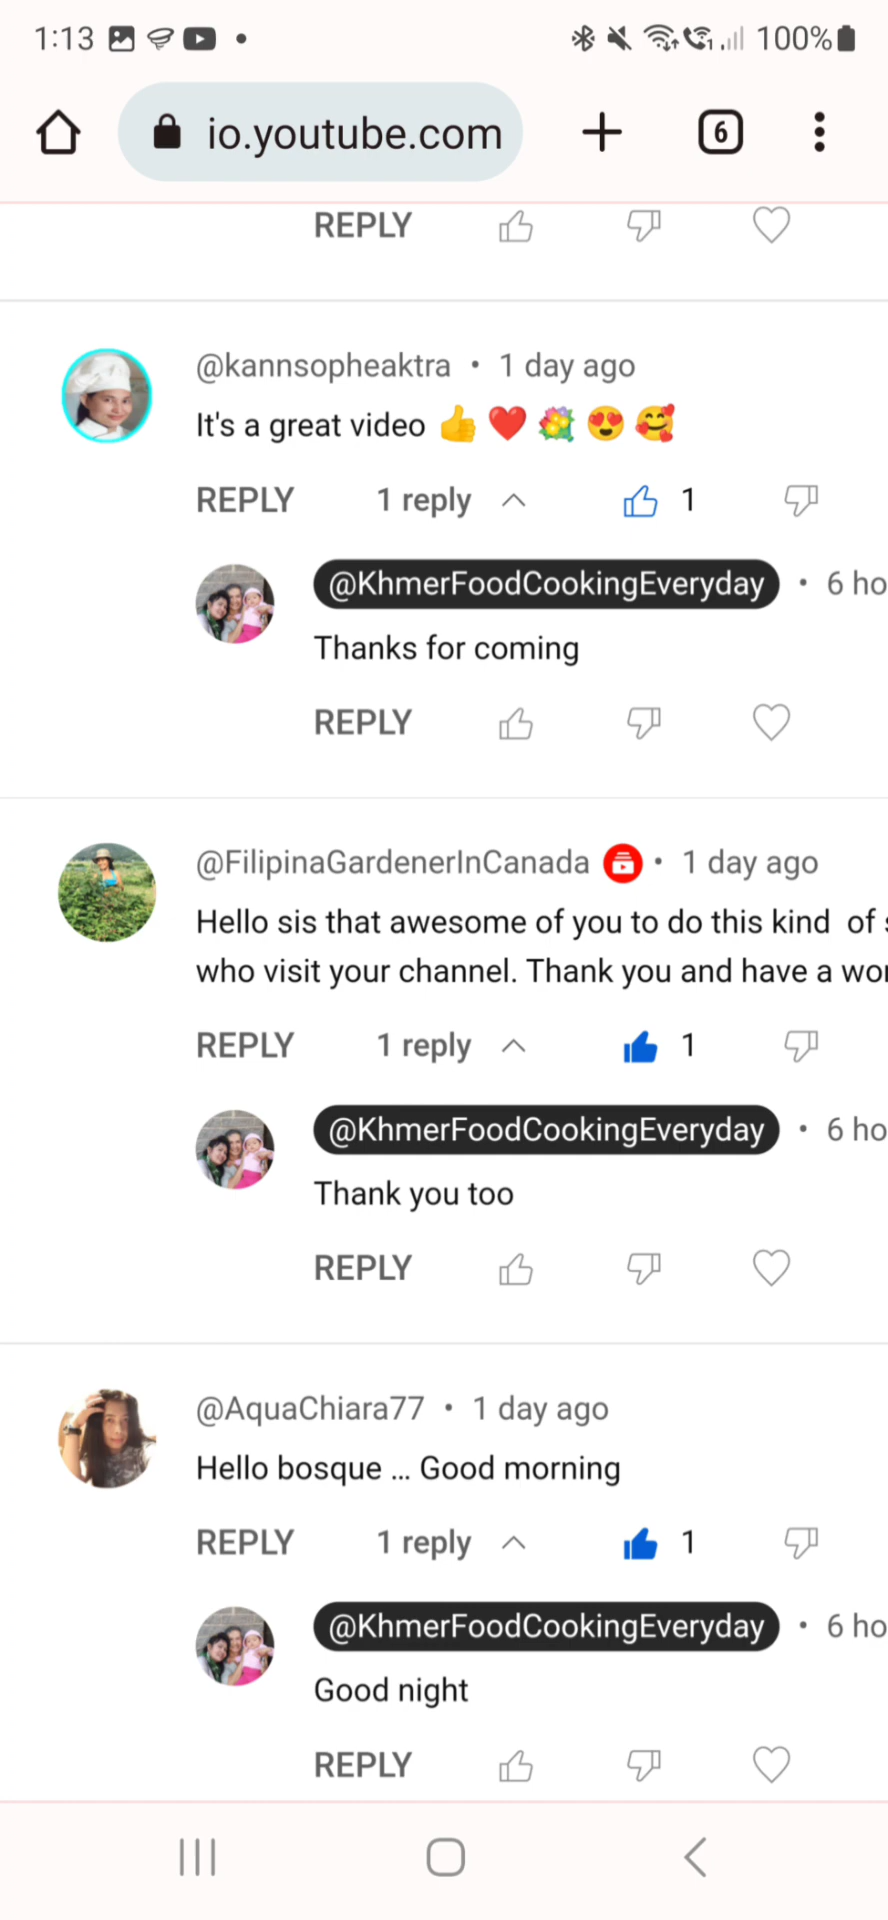 1:13 100%
io.youtube.com 6
REPLY
@kannsopheaktra • 1 day ago
It's a great video 👍❤️💐😍🥰
REPLY 1 reply 1
@KhmerFoodCookingEveryday • 6 ho
Thanks for coming
REPLY
@FilipinaGardenerInCanada • 1 day ago
Hello sis that awesome of you to do this kind of
who visit your channel. Thank you and have a wo
REPLY 1 reply 1
@KhmerFoodCookingEveryday • 6 ho
Thank you too
REPLY
@AquaChiara77 • 1 day ago
Hello bosque ... Good morning
REPLY 1 reply 1
@KhmerFoodCookingEveryday • 6 ho
Good night
REPLY